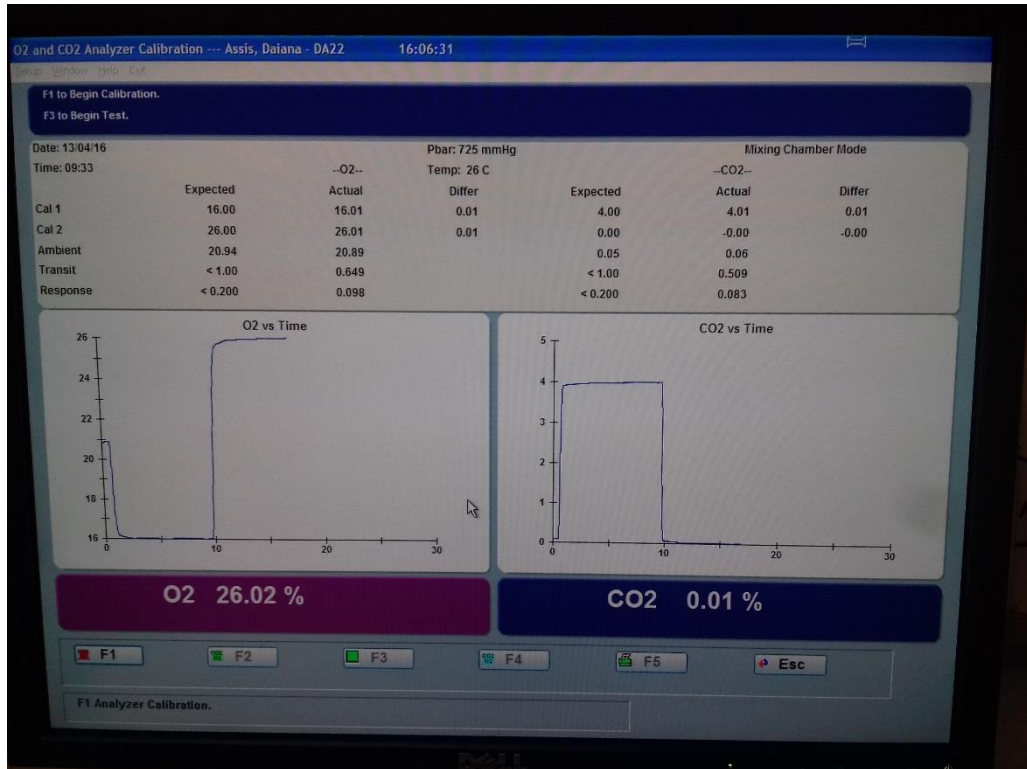 O2 and CO2 Analyzer Calibration --- Assis, Daiana - DA22 16:06:31
Setup Window Help Exit
F1 to Begin Calibration.
F3 to Begin Test.
Date: 13/04/16 Pbar: 725 mmHg Mixing Chamber Mode
Time: 09:33 --O2-- Temp: 26 C --CO2--
Expected Actual Differ Expected Actual Differ
Cal 1 16.00 16.01 0.01 4.00 4.01 0.01
Cal 2 26.00 26.01 0.01 0.00 -0.00 -0.00
Ambient 20.94 20.89 0.05 0.06
Transit < 1.00 0.649 < 1.00 0.509
Response < 0.200 0.098 < 0.200 0.083
O2 vs Time CO2 vs Time
26 5
24 4
22 3
20 2
18 1
16 0
0 10 20 30 0 10 20 30
O2 26.02 % CO2 0.01 %
F1 F2 F3 F4 F5 Esc
F1 Analyzer Calibration.
DELL